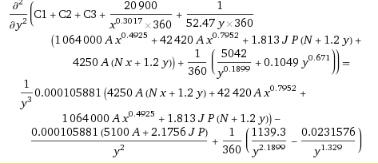 ∂²/∂y² (C1 + C2 + C3 + 20 900/(x^0.3017 × 360) + 1/(52.47 y × 360)
(1 064 000 A x^0.4925 + 42 420 A x^0.7952 + 1.813 J P (N + 1.2 y) +
4250 A (N x + 1.2 y)) + 1/360 (5042/y^0.1899 + 0.1049 y^0.671)) =
1/y³ 0.000105881 (4250 A (N x + 1.2 y) + 42 420 A x^0.7952 +
1 064 000 A x^0.4925 + 1.813 J P (N + 1.2 y)) −
0.000105881 (5100 A + 2.1756 J P)/y² + 1/360 (1139.3/y^2.1899 − 0.0231576/y^1.329)